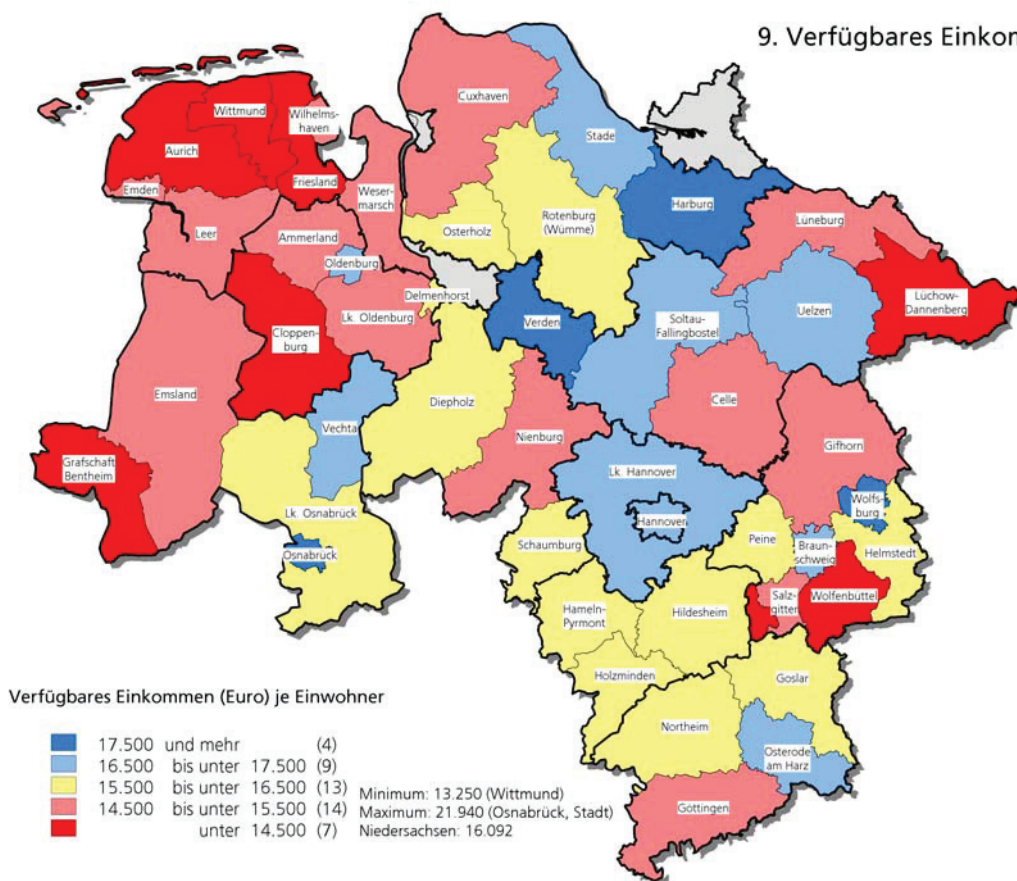 9. Verfügbares Einkon
Cuxhaven
Wittmund
Wilhelms-
haven
Stade
Aurich
Emden
Friesland
Weser-
marsch
Harburg
Lüneburg
Rotenburg
(Wümme)
Osterholz
Leer
Ammerland
Oldenburg
Delmenhorst
Lk. Oldenburg
Verden
Soltau-
Fallingbostel
Uelzen
Lüchow-
Dannenberg
Cloppen-
burg
Emsland
Vechta
Diepholz
Celle
Nienburg
Gifhorn
Grafschaft
Bentheim
Lk. Hannover
Hannover
Wolfs-
burg
Lk. Osnabrück
Osnabrück
Schaumburg
Peine
Braun-
schweig
Helmstedt
Salz-
gitter
Wolfenbüttel
Hameln-
Pyrmont
Hildesheim
Holzminden
Goslar
Northeim
Osterode
am Harz
Göttingen
Verfügbares Einkommen (Euro) je Einwohner
17.500 und mehr (4)
16.500 bis unter 17.500 (9)
15.500 bis unter 16.500 (13)
14.500 bis unter 15.500 (14)
unter 14.500 (7)
Minimum: 13.250 (Wittmund)
Maximum: 21.940 (Osnabrück, Stadt)
Niedersachsen: 16.092